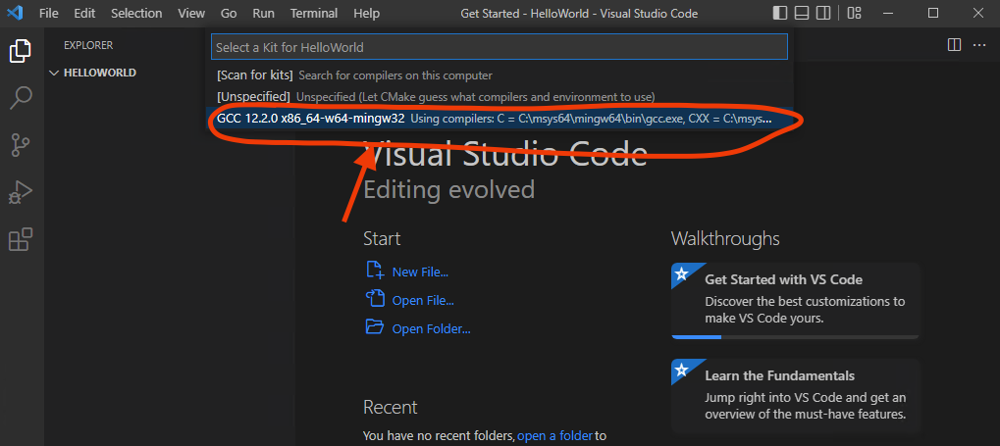 File Edit Selection View Go Run Terminal Help Get Started - HelloWorld - Visual Studio Code
EXPLORER
HELLOWORLD
Select a Kit for HelloWorld
[Scan for kits] Search for compilers on this computer
[Unspecified] Unspecified (Let CMake guess what compilers and environment to use)
GCC 12.2.0 x86_64-w64-mingw32 Using compilers: C = C:\msys64\mingw64\bin\gcc.exe, CXX = C:\msys...
Visual Studio Code
Editing evolved
Start
New File...
Open File...
Open Folder...
Recent
You have no recent folders, open a folder to
Walkthroughs
Get Started with VS Code
Discover the best customizations to
make VS Code yours.
Learn the Fundamentals
Jump right into VS Code and get an
overview of the must-have features.